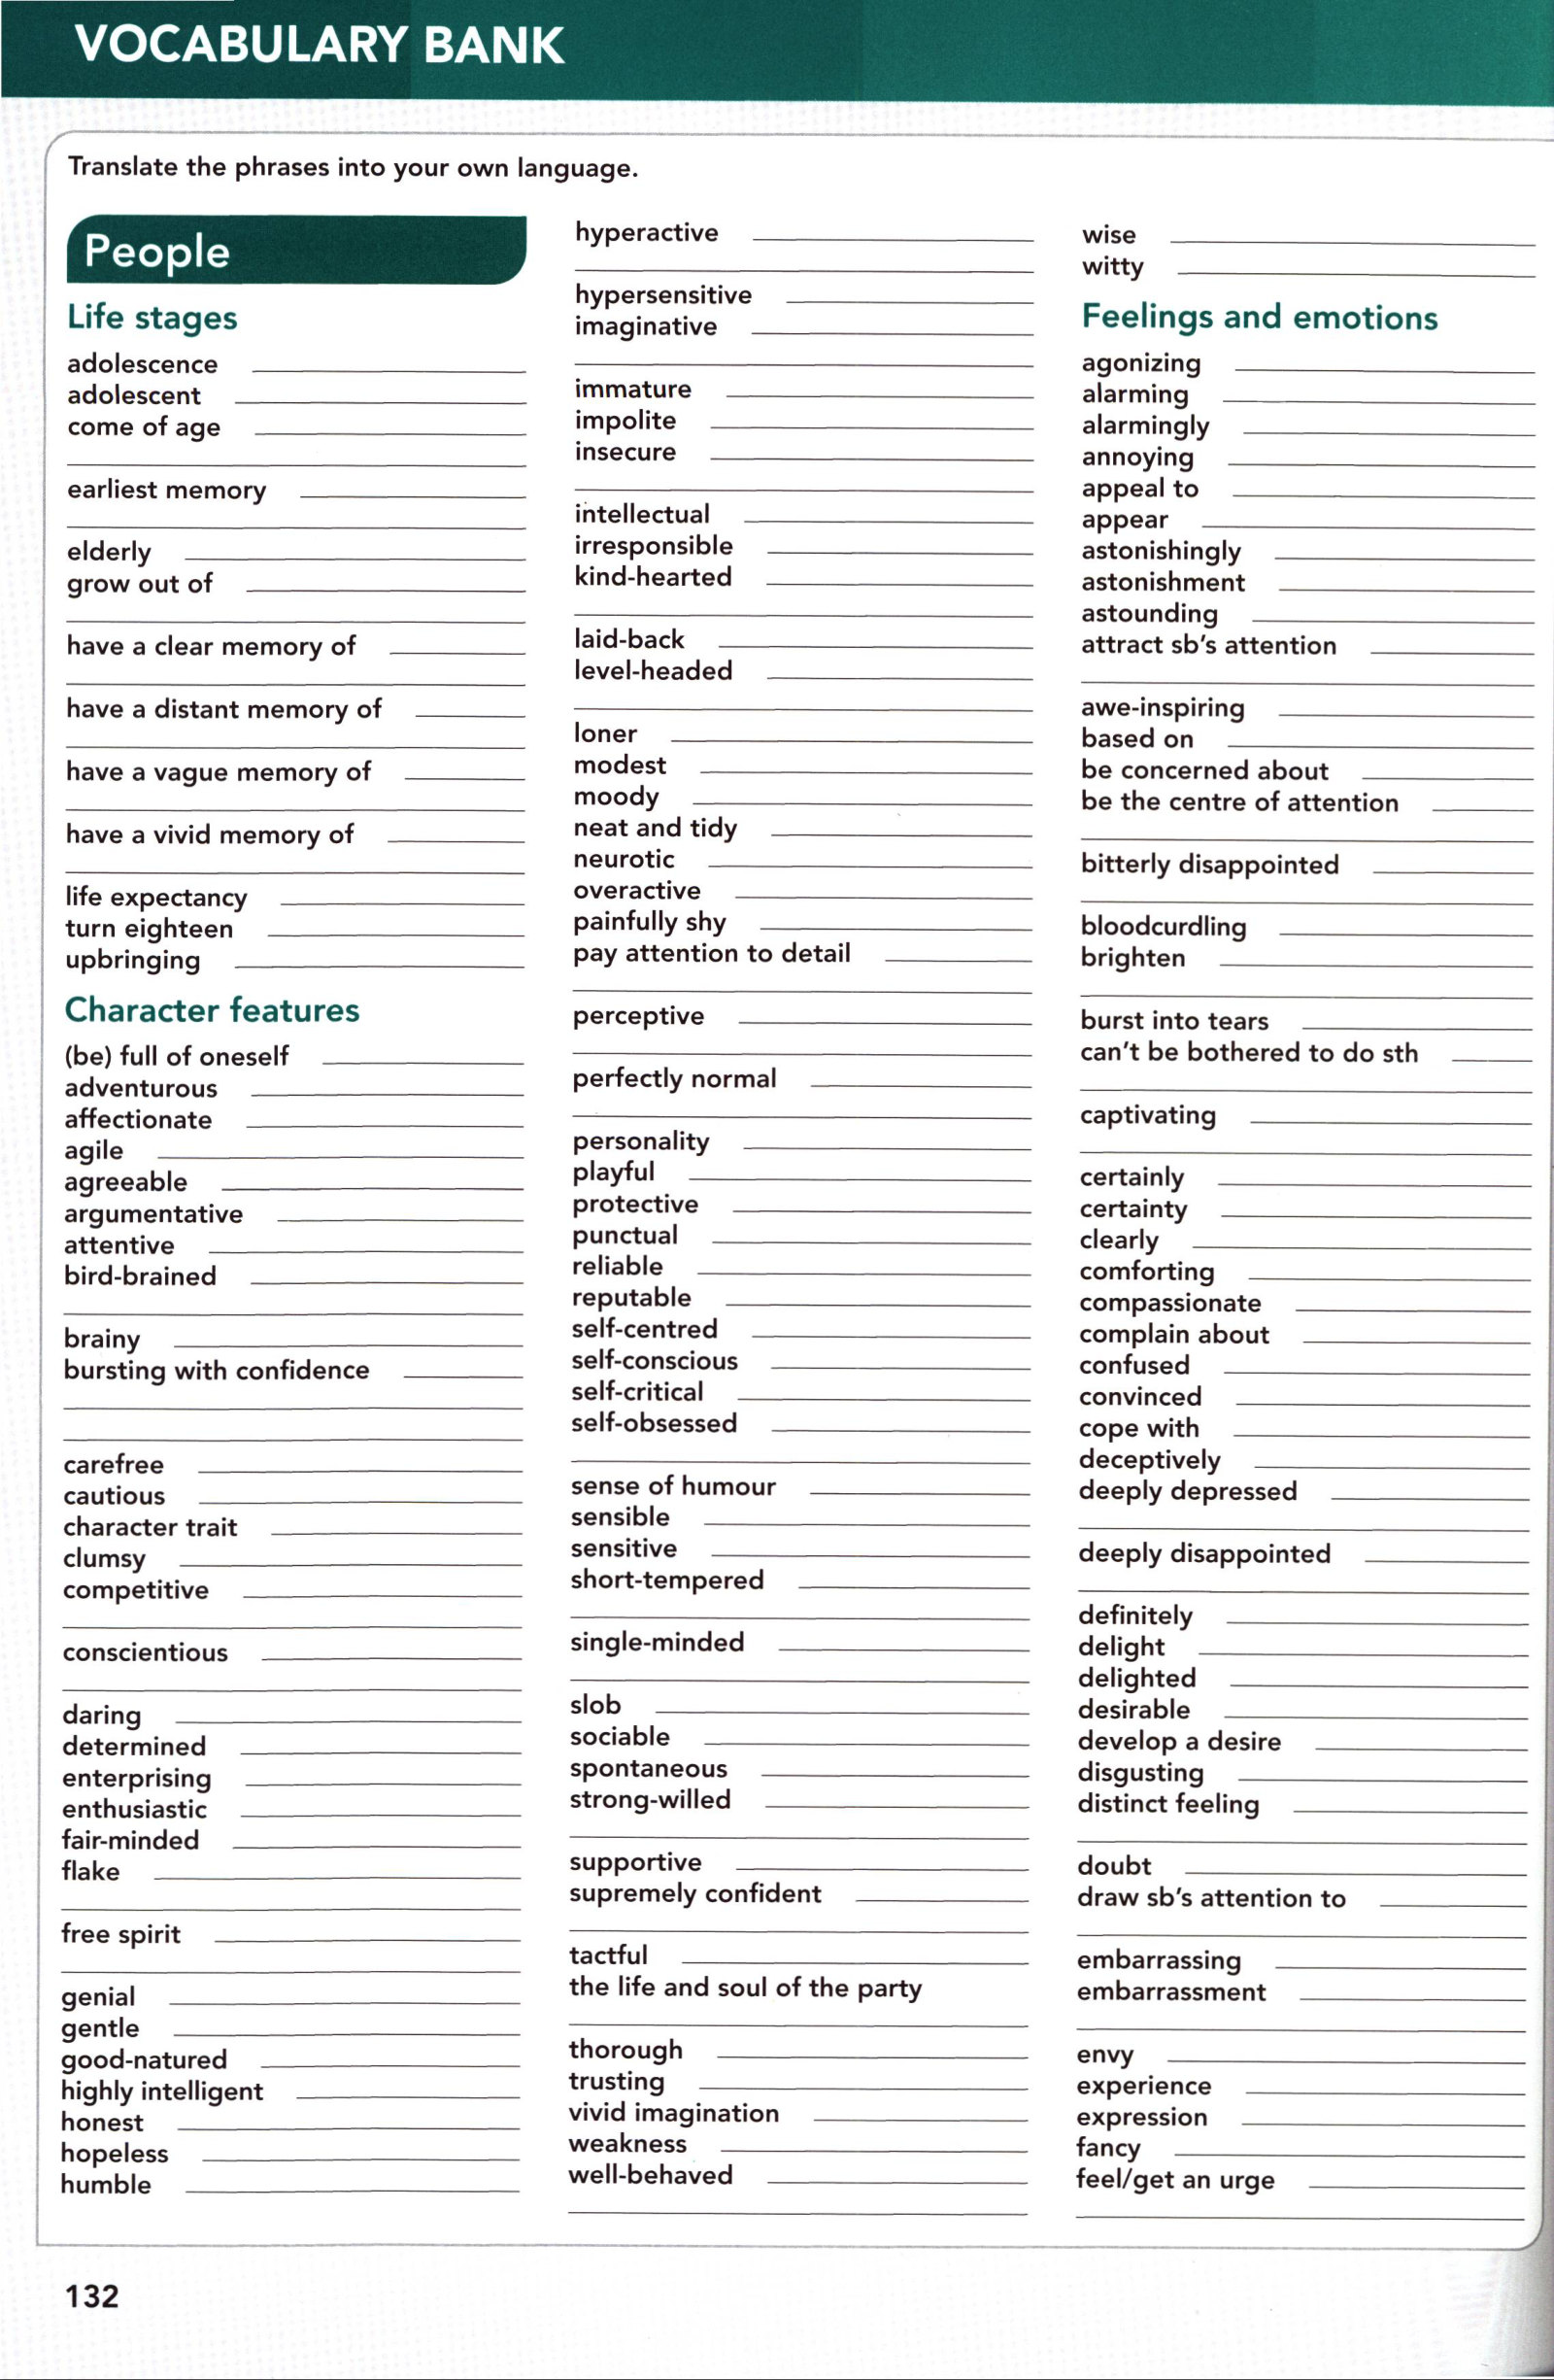 VOCABULARY BANK
Translate the phrases into your own language.
People
Life stages
adolescence
adolescent
come of age
earliest memory
elderly
grow out of
have a clear memory of
have a distant memory of
have a vague memory of
have a vivid memory of
life expectancy
turn eighteen
upbringing
Character features
(be) full of oneself
adventurous
affectionate
agile
agreeable
argumentative
attentive
bird-brained
brainy
bursting with confidence
carefree
cautious
character trait
clumsy
competitive
conscientious
daring
determined
enterprising
enthusiastic
fair-minded
flake
free spirit
genial
gentle
good-natured
highly intelligent
honest
hopeless
humble
hyperactive
hypersensitive
imaginative
immature
impolite
insecure
intellectual
irresponsible
kind-hearted
laid-back
level-headed
loner
modest
moody
neat and tidy
neurotic
overactive
painfully shy
pay attention to detail
perceptive
perfectly normal
personality
playful
protective
punctual
reliable
reputable
self-centred
self-conscious
self-critical
self-obsessed
sense of humour
sensible
sensitive
short-tempered
single-minded
slob
sociable
spontaneous
strong-willed
supportive
supremely confident
tactful
the life and soul of the party
thorough
trusting
vivid imagination
weakness
well-behaved
wise
witty
Feelings and emotions
agonizing
alarming
alarmingly
annoying
appeal to
appear
astonishingly
astonishment
astounding
attract sb's attention
awe-inspiring
based on
be concerned about
be the centre of attention
bitterly disappointed
bloodcurdling
brighten
burst into tears
can't be bothered to do sth
captivating
certainly
certainty
clearly
comforting
compassionate
complain about
confused
convinced
cope with
deceptively
deeply depressed
deeply disappointed
definitely
delight
delighted
desirable
develop a desire
disgusting
distinct feeling
doubt
draw sb's attention to
embarrassing
embarrassment
envy
experience
expression
fancy
feel/get an urge
132